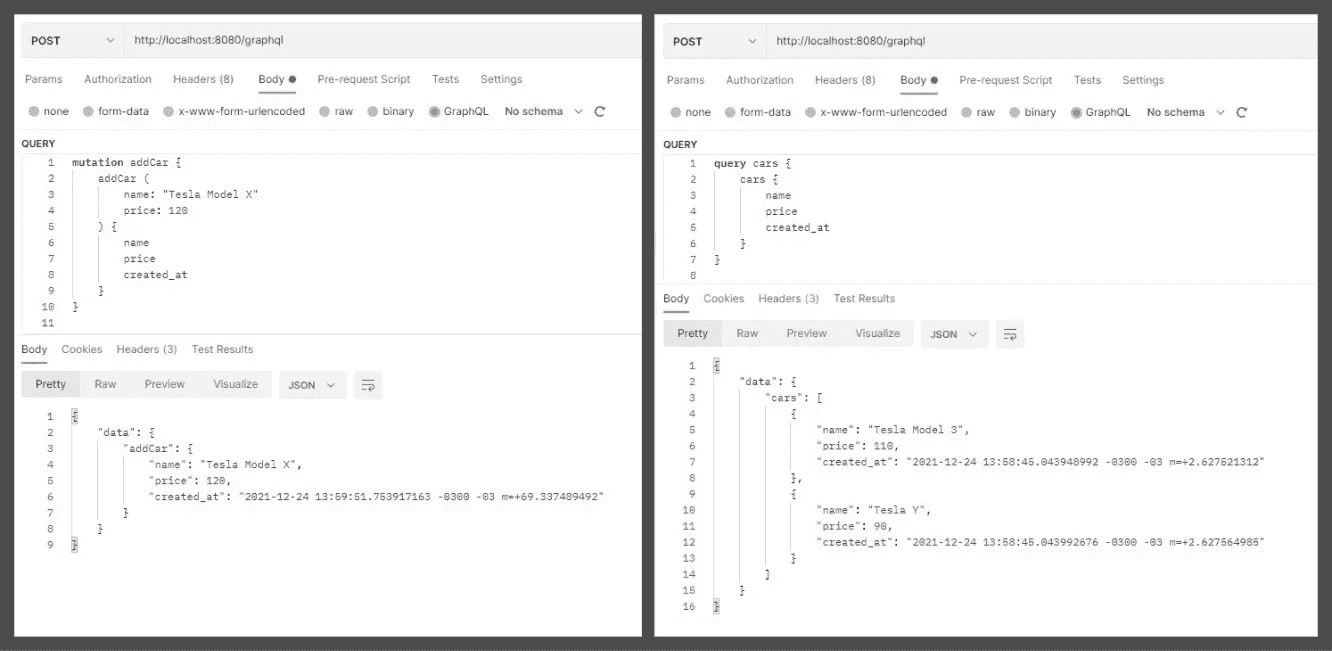 POST http://localhost:8080/graphql
Params Authorization Headers (8) Body Pre-request Script Tests Settings
none form-data x-www-form-urlencoded raw binary GraphQL No schema
QUERY
1 mutation addCar {
2 addCar (
3 name: "Tesla Model X"
4 price: 120
5 ) {
6 name
7 price
8 created_at
9 }
10 }
11
Body Cookies Headers (3) Test Results
Pretty Raw Preview Visualize JSON
1 {
2 "data": {
3 "addCar": {
4 "name": "Tesla Model X",
5 "price": 120,
6 "created_at": "2021-12-24 13:59:51.753917163 -0300 -03 m=+69.337489492"
7 }
8 }
9 }
POST http://localhost:8080/graphql
Params Authorization Headers (8) Body Pre-request Script Tests Settings
none form-data x-www-form-urlencoded raw binary GraphQL No schema
QUERY
1 query cars {
2 cars {
3 name
4 price
5 created_at
6 }
7 }
8
Body Cookies Headers (3) Test Results
Pretty Raw Preview Visualize JSON
1 {
2 "data": {
3 "cars": [
4 {
5 "name": "Tesla Model 3",
6 "price": 110,
7 "created_at": "2021-12-24 13:58:45.043948992 -0300 -03 m=+2.627521312"
8 },
9 {
10 "name": "Tesla Y",
11 "price": 90,
12 "created_at": "2021-12-24 13:58:45.043992676 -0300 -03 m=+2.627564985"
13 }
14 ]
15 }
16 }